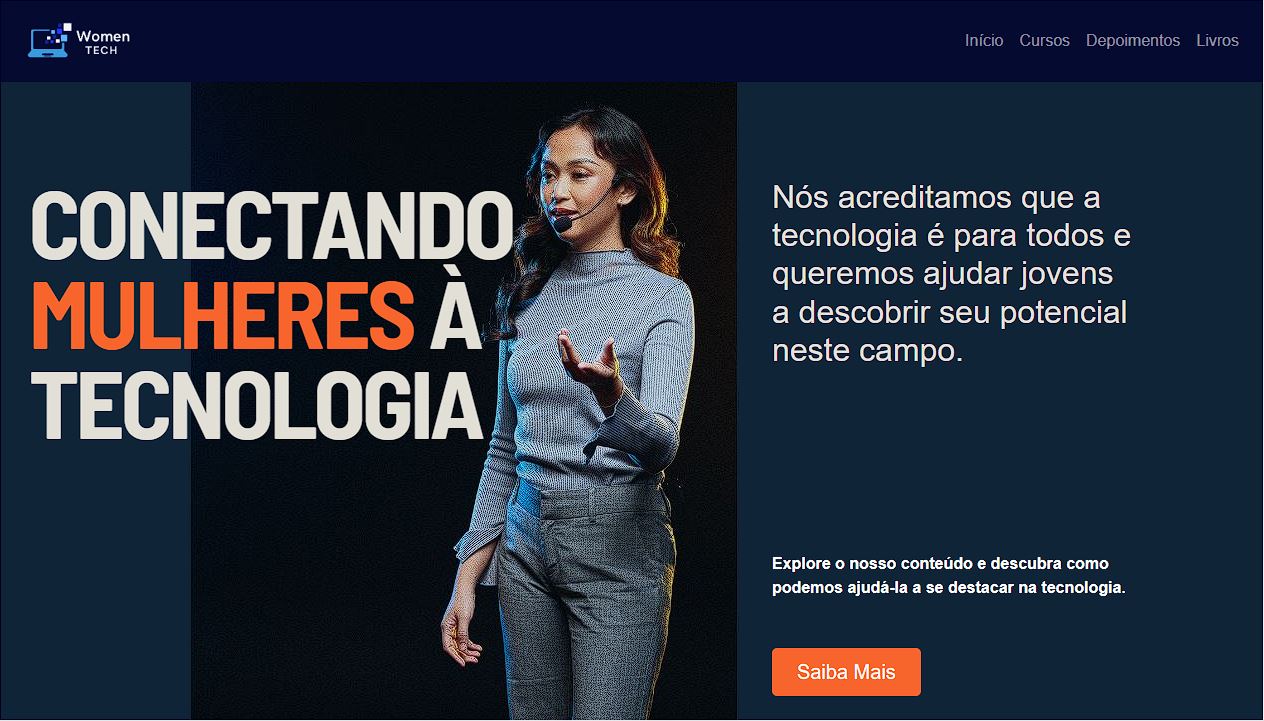 Women
TECH
Início Cursos Depoimentos Livros
CONECTANDO
MULHERES À
TECNOLOGIA
Nós acreditamos que a
tecnologia é para todos e
queremos ajudar jovens
a descobrir seu potencial
neste campo.
Explore o nosso conteúdo e descubra como
podemos ajudá-la a se destacar na tecnologia.
Saiba Mais